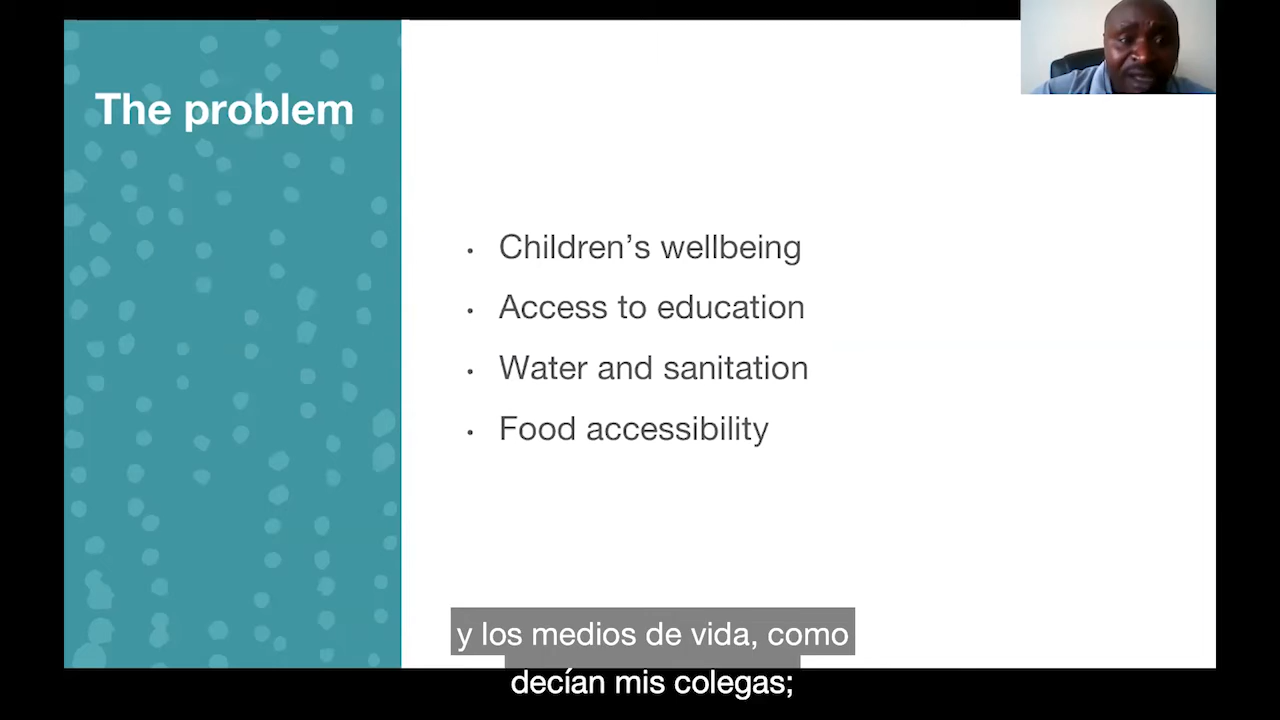 The problem
• Children’s wellbeing
• Access to education
• Water and sanitation
• Food accessibility
y los medios de vida, como
decían mis colegas;